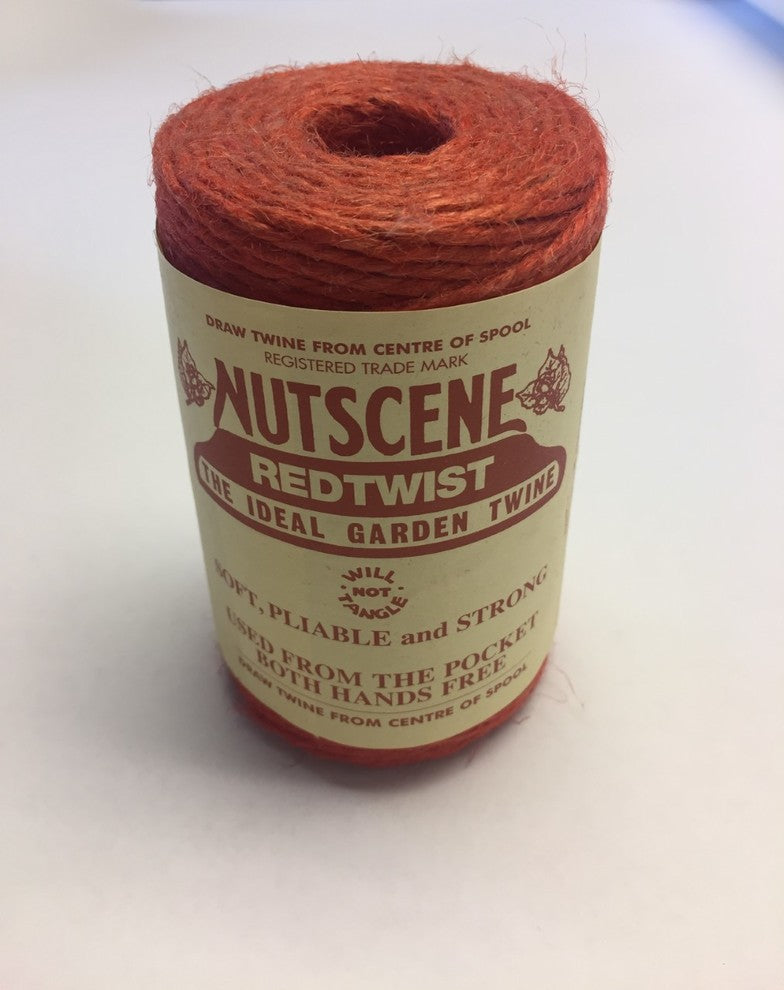 DRAW TWINE FROM CENTRE OF SPOOL
REGISTERED TRADE MARK
NUTSCENE
REDTWIST
THE IDEAL GARDEN TWINE
WILL
NOT
TANGLE
SOFT, PLIABLE and STRONG
USED FROM THE POCKET
BOTH HANDS FREE
DRAW TWINE FROM CENTRE OF SPOOL